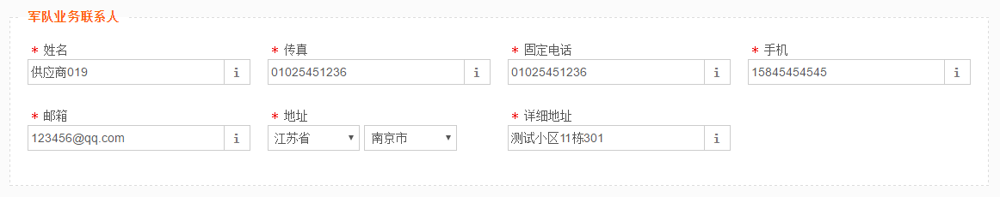 军队业务联系人
* 姓名 * 传真 * 固定电话 * 手机
供应商019 i 01025451236 i 01025451236 i 15845454545 i
* 邮箱 * 地址 * 详细地址
123456@qq.com i 江苏省 南京市 测试小区11栋301 i